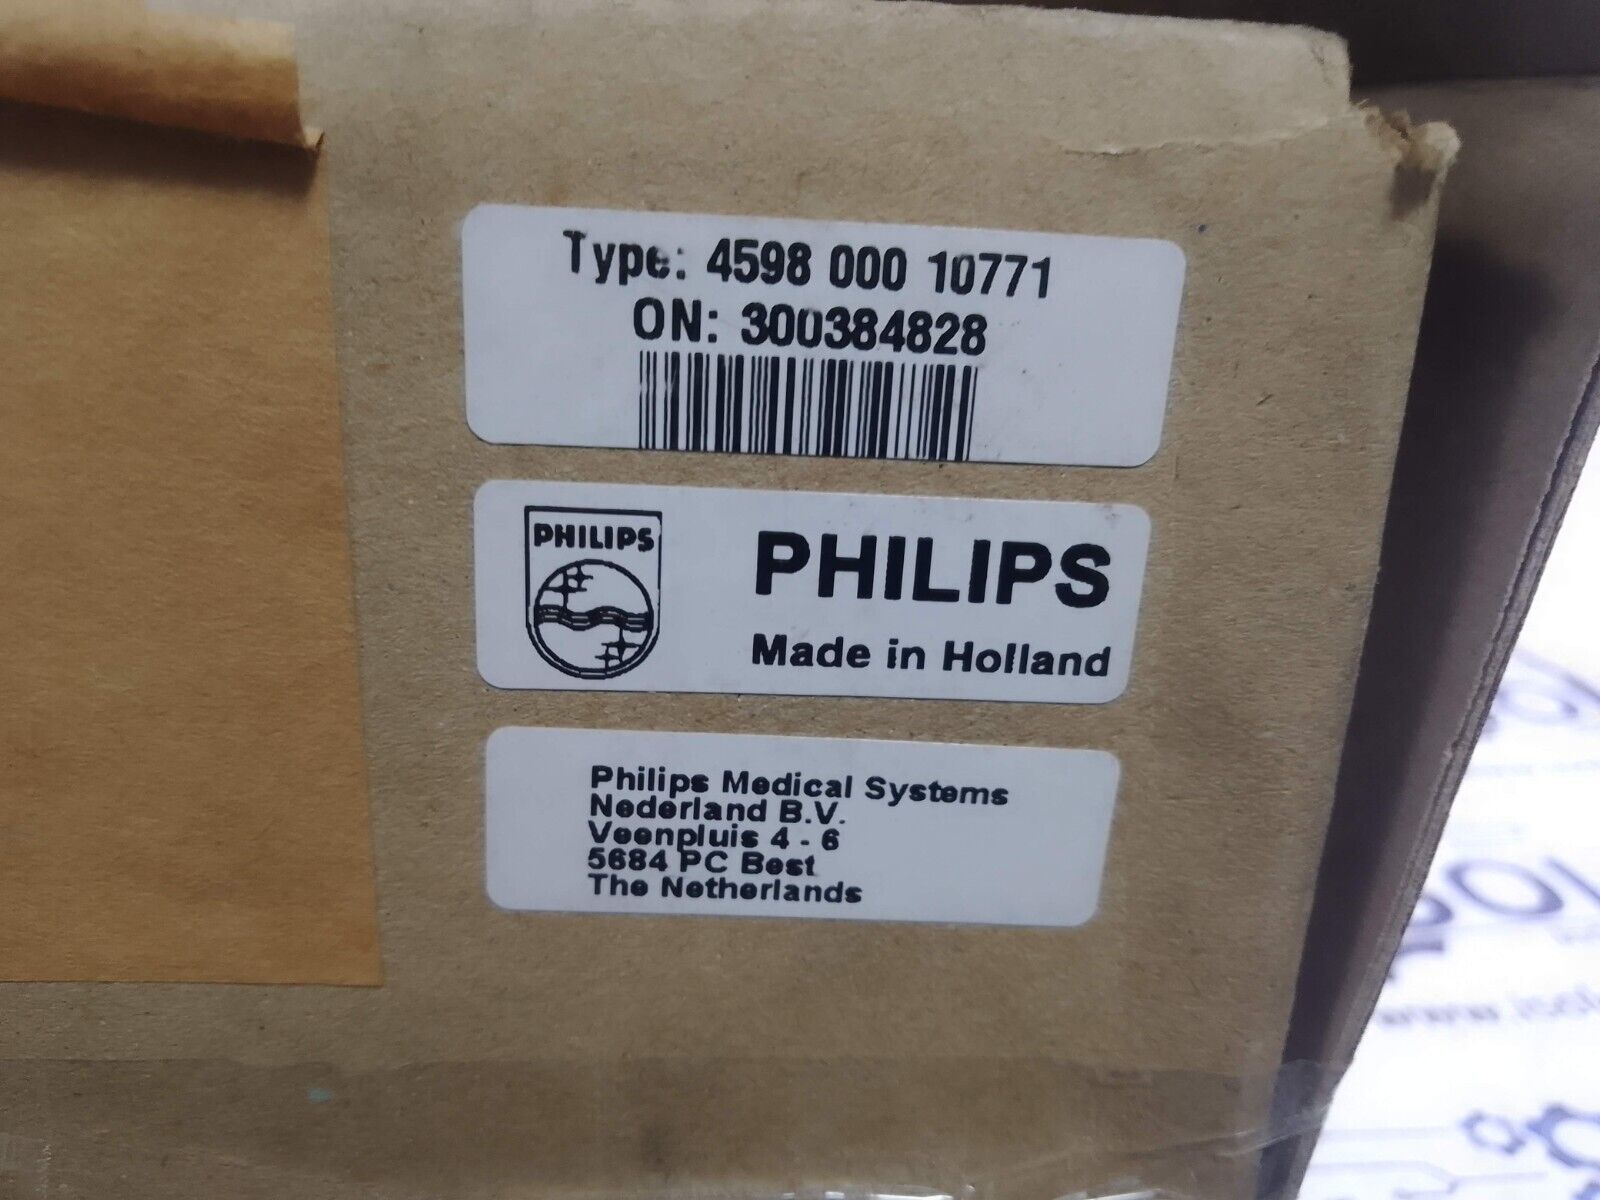 Type: 4598 000 10771
ON: 300384828
PHILIPS
PHILIPS
Made in Holland
Philips Medical Systems
Nederland B.V.
Veenpluis 4 - 6
5684 PC Best
The Netherlands